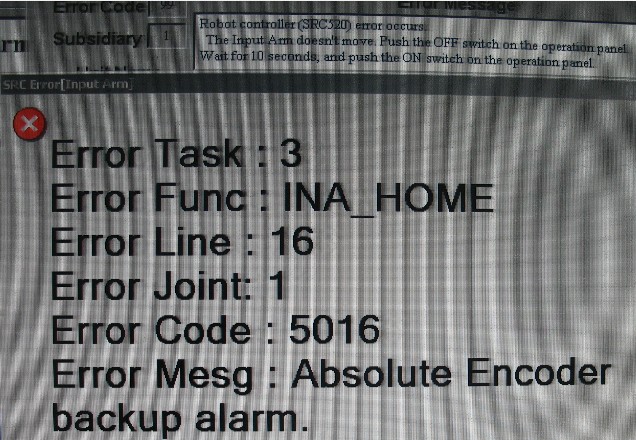 Error Code 99 Error Message
Robot controller(SRC520) error occurs.
Subsidiary 1 The Input Arm doesn't move. Push the OFF switch on the operation panel
Wait for 10 seconds, and push the ON switch on the operation panel.
SRC Error[Input Arm]
Error Task : 3
Error Func : INA_HOME
Error Line : 16
Error Joint: 1
Error Code : 5016
Error Mesg : Absolute Encoder
backup alarm.